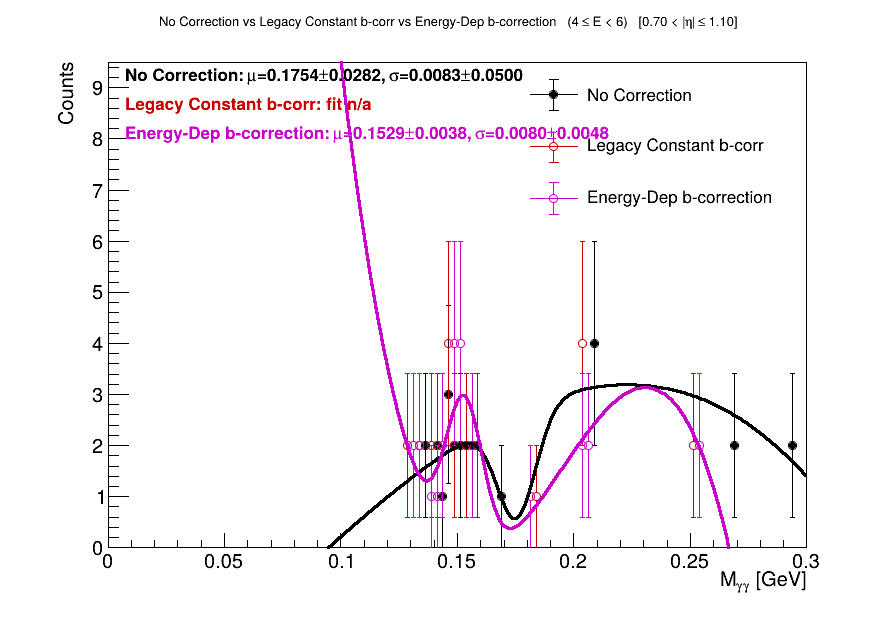 No Correction vs Legacy Constant b-corr vs Energy-Dep b-correction (4 ≤ E < 6) [0.70 < |η| ≤ 1.10]
Counts
No Correction: μ=0.1754±0.0282, σ=0.0083±0.0500
Legacy Constant b-corr: fit n/a
Energy-Dep b-correction: μ=0.1529±0.0038, σ=0.0080±0.0048
No Correction
Legacy Constant b-corr
Energy-Dep b-correction
9
8
7
6
5
4
3
2
1
0
0 0.05 0.1 0.15 0.2 0.25 0.3
Mγγ [GeV]